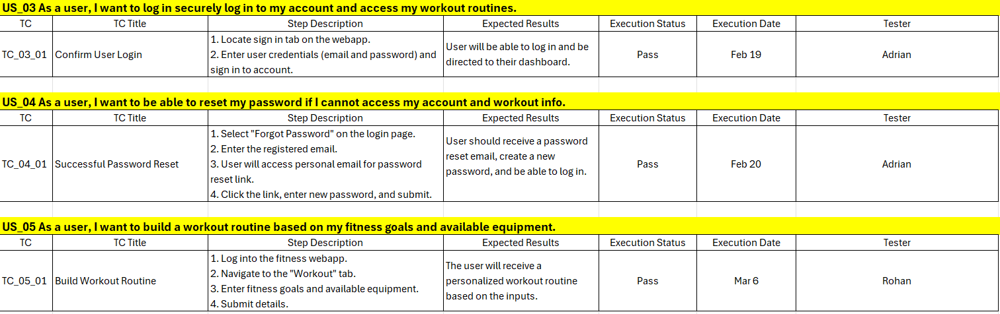 US_03 As a user, I want to log in securely log in to my account and access my workout routines.
TC TC Title Step Description Expected Results Execution Status Execution Date Tester
TC_03_01 Confirm User Login
1. Locate sign in tab on the webapp.
2. Enter user credentials (email and password) and
sign in to account.
User will be able to log in and be
directed to their dashboard.
Pass Feb 19 Adrian
US_04 As a user, I want to be able to reset my password if I cannot access my account and workout info.
TC TC Title Step Description Expected Results Execution Status Execution Date Tester
TC_04_01 Successful Password Reset
1. Select "Forgot Password" on the login page.
2. Enter the registered email.
3. User will access personal email for password
reset link.
4. Click the link, enter new password, and submit.
User should receive a password
reset email, create a new
password, and be able to log in.
Pass Feb 20 Adrian
US_05 As a user, I want to build a workout routine based on my fitness goals and available equipment.
TC TC Title Step Description Expected Results Execution Status Execution Date Tester
TC_05_01 Build Workout Routine
1. Log into the fitness webapp.
2. Navigate to the "Workout" tab.
3. Enter fitness goals and available equipment.
4. Submit details.
The user will receive a
personalized workout routine
based on the inputs.
Pass Mar 6 Rohan